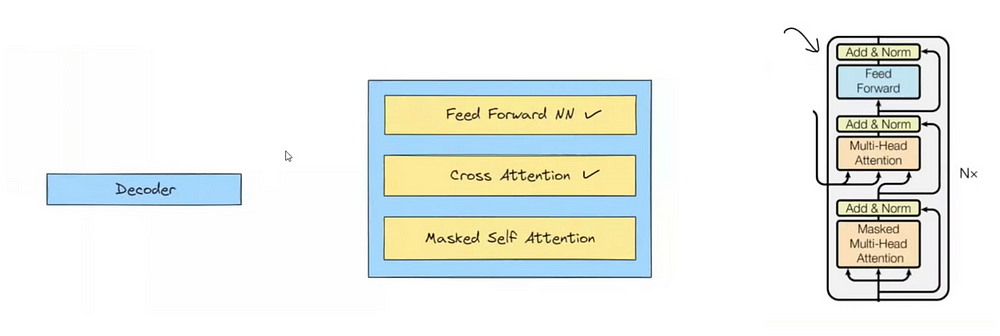 Decoder
Feed Forward NN ✓
Cross Attention ✓
Masked Self Attention
Add & Norm
Feed
Forward
Add & Norm
Multi-Head
Attention
Nx
Add & Norm
Masked
Multi-Head
Attention